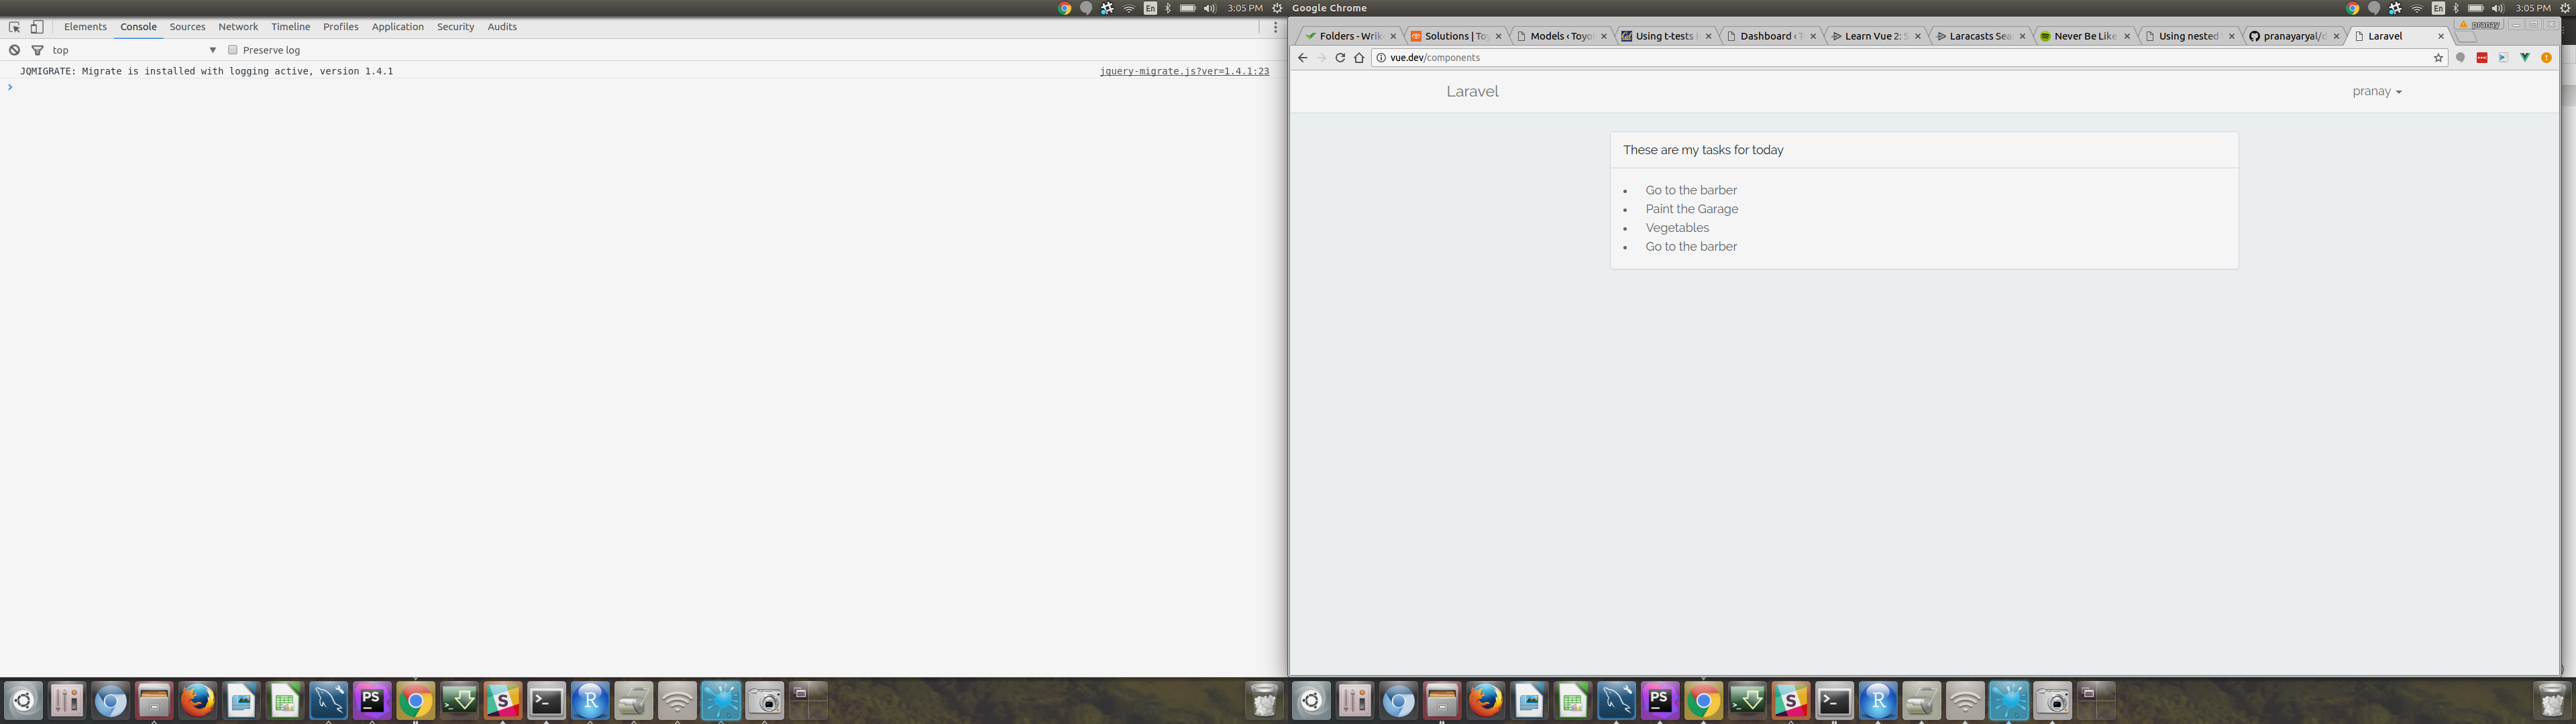 En 3:05 PM Google Chrome En 3:05 PM
Elements Console Sources Network Timeline Profiles Application Security Audits
top Preserve log
JQMIGRATE: Migrate is installed with logging active, version 1.4.1 jquery-migrate.js?ver=1.4.1:23
pranay
Folders - Wrik Solutions | Toy Models ‹ Toyo Using t-tests i Dashboard ‹ T Learn Vue 2: S Laracasts Sea Never Be Like Using nested pranayaryal/d Laravel
vue.dev/components
Laravel pranay
These are my tasks for today
Go to the barber
Paint the Garage
Vegetables
Go to the barber
PS S R PS S R